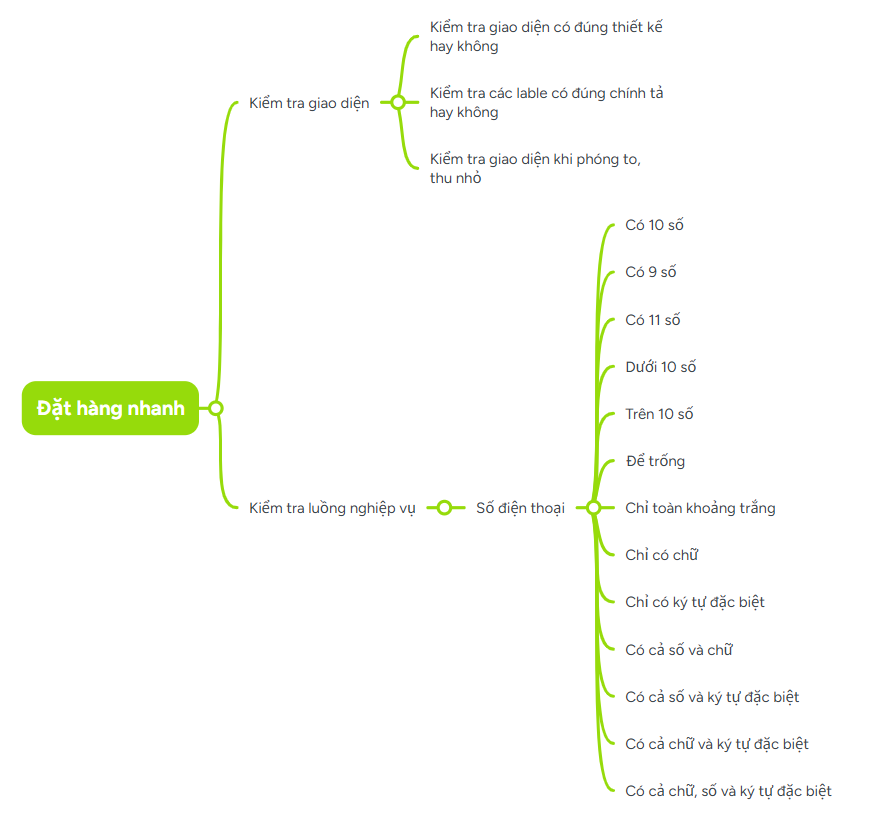 Kiểm tra giao diện có đúng thiết kế
hay không
Kiểm tra giao diện
Kiểm tra các lable có đúng chính tả
hay không
Kiểm tra giao diện khi phóng to,
thu nhỏ
Có 10 số
Có 9 số
Có 11 số
Dưới 10 số
Đặt hàng nhanh
Trên 10 số
Để trống
Kiểm tra luồng nghiệp vụ
Số điện thoại
Chỉ toàn khoảng trắng
Chỉ có chữ
Chỉ có ký tự đặc biệt
Có cả số và chữ
Có cả số và ký tự đặc biệt
Có cả chữ và ký tự đặc biệt
Có cả chữ, số và ký tự đặc biệt